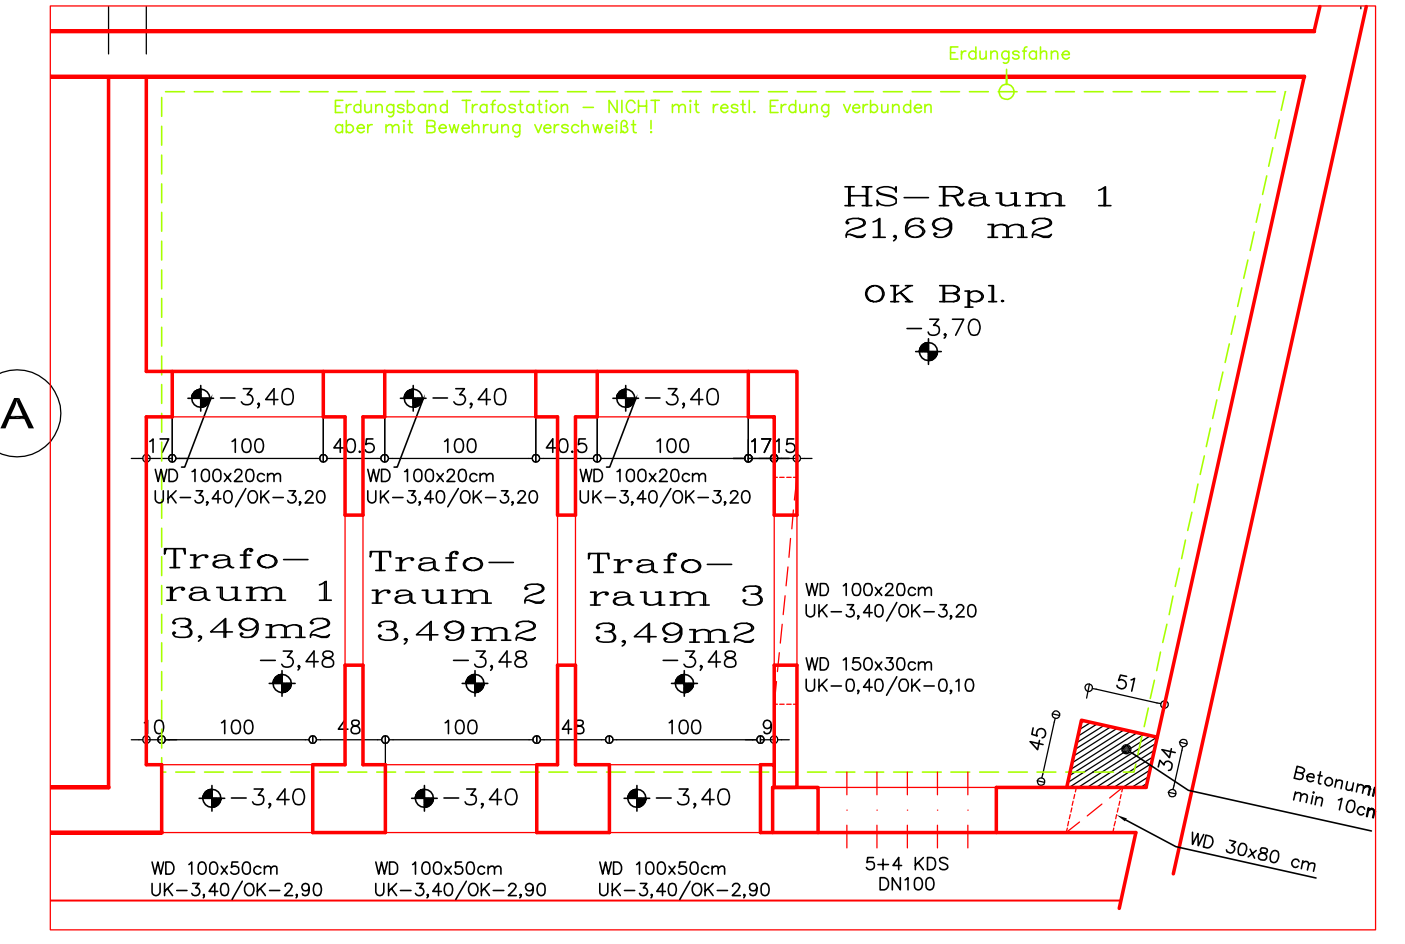 Erdungsfahne
Erdungsband Trafostation – NICHT mit restl. Erdung verbunden
aber mit Bewehrung verschweißt !
HS–Raum 1
21,69 m2
OK Bpl.
–3,70
A
–3,40
–3,40
–3,40
17
100
40.5
100
40.5
100
17
15
WD 100x20cm
UK–3,40/OK–3,20
WD 100x20cm
UK–3,40/OK–3,20
WD 100x20cm
UK–3,40/OK–3,20
Trafo–
raum 1
3,49m2
–3,48
Trafo–
raum 2
3,49m2
–3,48
Trafo–
raum 3
3,49m2
–3,48
WD 100x20cm
UK–3,40/OK–3,20
WD 150x30cm
UK–0,40/OK–0,10
10
100
48
100
48
100
9
51
45
34
–3,40
–3,40
–3,40
min 10cm
WD 30x80 cm
5+4 KDS
DN100
WD 100x50cm
UK–3,40/OK–2,90
WD 100x50cm
UK–3,40/OK–2,90
WD 100x50cm
UK–3,40/OK–2,90